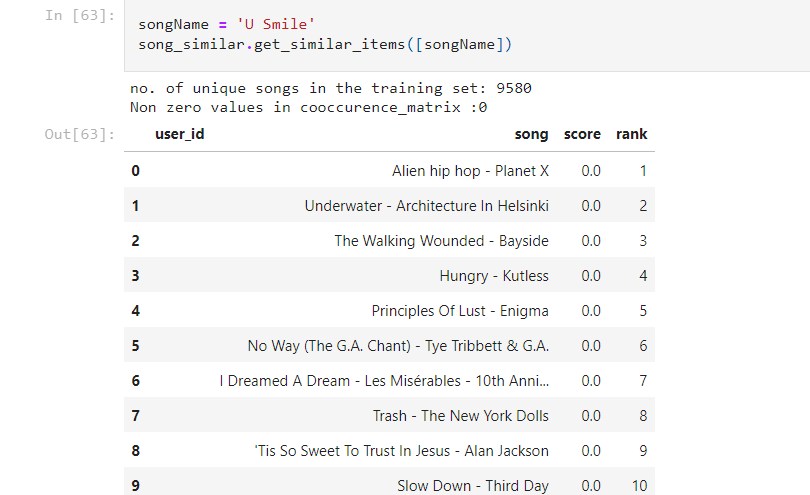 In [63]:
songName = 'U Smile'
song_similar.get_similar_items([songName])
no. of unique songs in the training set: 9580
Non zero values in cooccurence_matrix :0
Out[63]:
user_id song score rank
0 Alien hip hop - Planet X 0.0 1
1 Underwater - Architecture In Helsinki 0.0 2
2 The Walking Wounded - Bayside 0.0 3
3 Hungry - Kutless 0.0 4
4 Principles Of Lust - Enigma 0.0 5
5 No Way (The G.A. Chant) - Tye Tribbett & G.A. 0.0 6
6 I Dreamed A Dream - Les Misérables - 10th Anni... 0.0 7
7 Trash - The New York Dolls 0.0 8
8 'Tis So Sweet To Trust In Jesus - Alan Jackson 0.0 9
9 Slow Down - Third Day 0.0 10